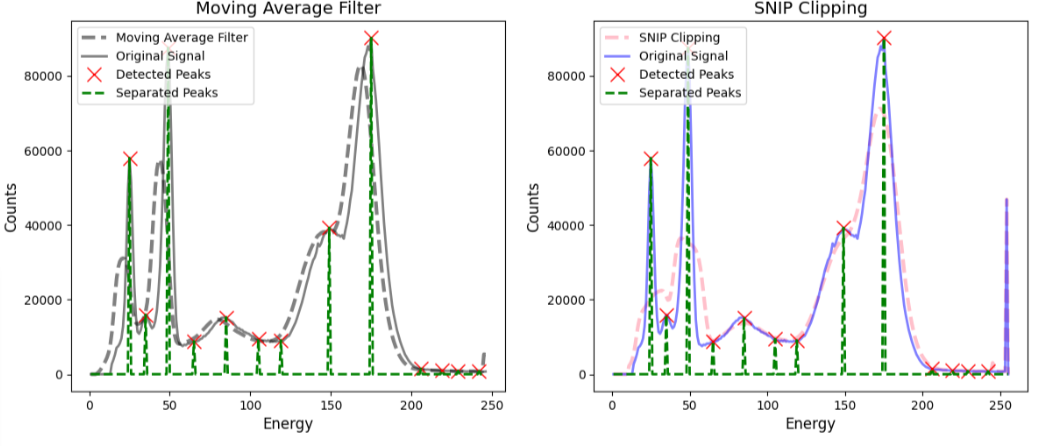 Moving Average Filter
Counts
80000
60000
40000
20000
0
Moving Average Filter
Original Signal
Detected Peaks
Separated Peaks
0
50
100
150
200
250
Energy
SNIP Clipping
Counts
80000
60000
40000
20000
0
SNIP Clipping
Original Signal
Detected Peaks
Separated Peaks
0
50
100
150
200
250
Energy